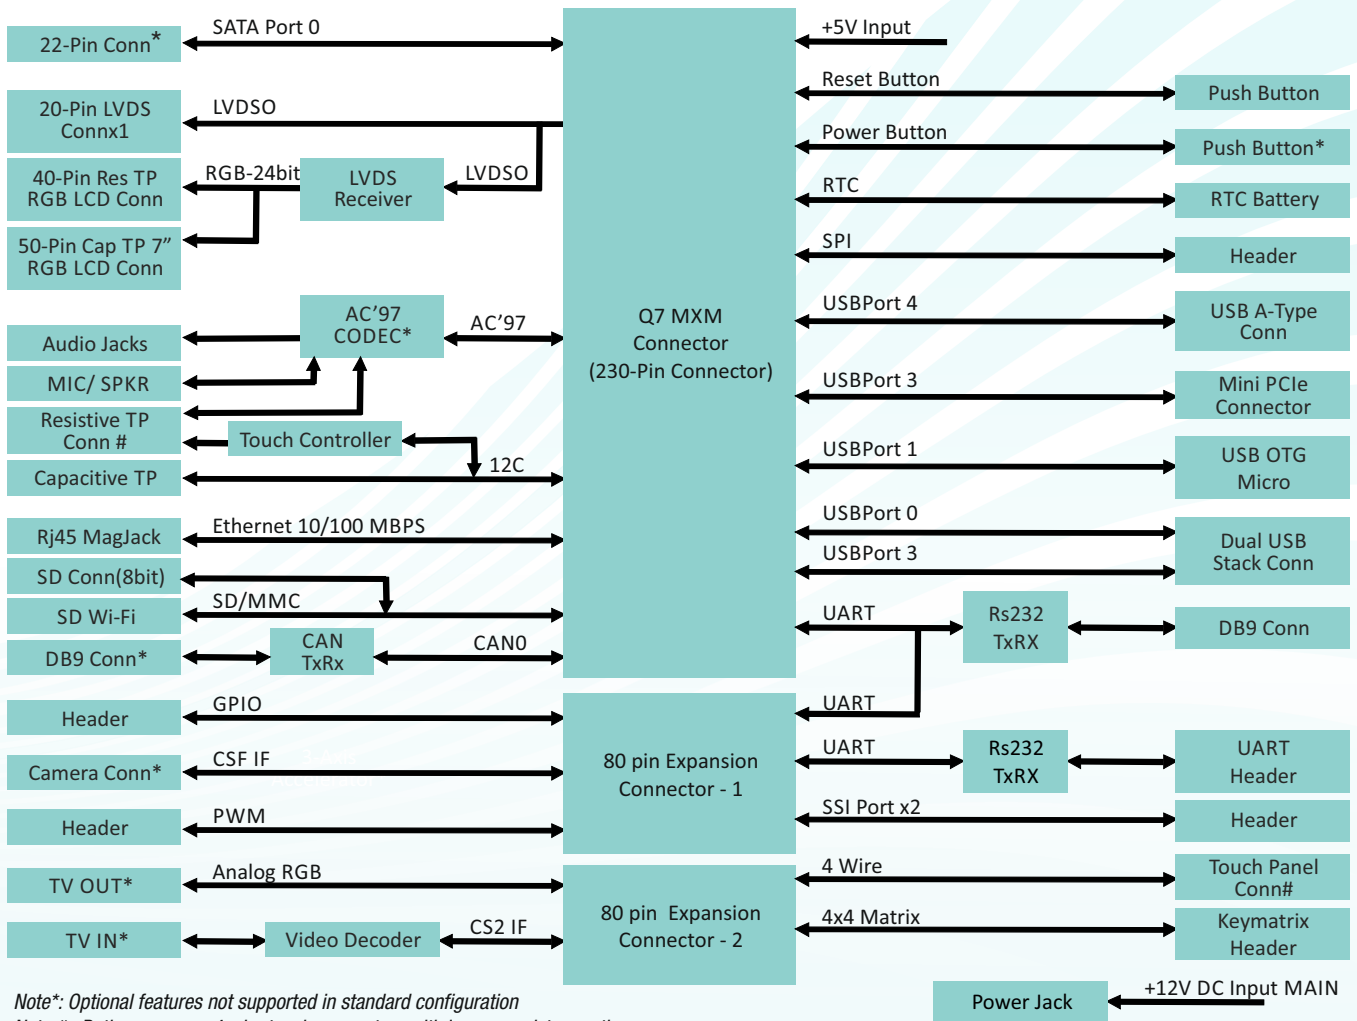 22-Pin Conn*
SATA Port 0
20-Pin LVDS
Connx1
LVDSO
40-Pin Res TP
RGB LCD Conn
RGB-24bit
LVDS
Receiver
LVDSO
50-Pin Cap TP 7”
RGB LCD Conn
Audio Jacks
AC’97
CODEC*
AC’97
MIC/ SPKR
Resistive TP
Conn #
Touch Controller
Capacitive TP
12C
Rj45 MagJack
Ethernet 10/100 MBPS
SD Conn(8bit)
SD Wi-Fi
SD/MMC
DB9 Conn*
CAN
TxRx
CAN0
Header
GPIO
Camera Conn*
CSF IF
Header
PWM
TV OUT*
Analog RGB
TV IN*
Video Decoder
CS2 IF
Q7 MXM
Connector
(230-Pin Connector)
80 pin Expansion
Connector - 1
80 pin Expansion
Connector - 2
+5V Input
Reset Button
Push Button
Power Button
Push Button*
RTC
RTC Battery
SPI
Header
USBPort 4
USB A-Type
Conn
USBPort 3
Mini PCIe
Connector
USBPort 1
USB OTG
Micro
USBPort 0
USBPort 3
Dual USB
Stack Conn
UART
Rs232
TxRX
DB9 Conn
UART
UART
Rs232
TxRX
UART
Header
SSI Port x2
Header
4 Wire
Touch Panel
Conn#
4x4 Matrix
Keymatrix
Header
Power Jack
+12V DC Input MAIN
Note*: Optional features not supported in standard configuration